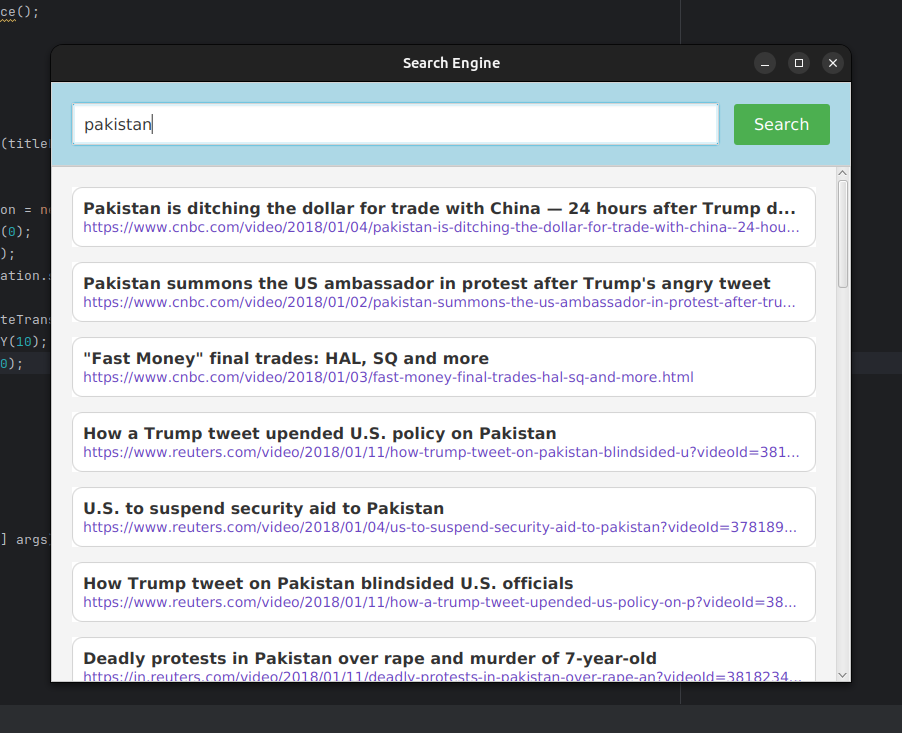 ce();
Search Engine
pakistan
Search
(title
on = n
(0);
);
ation.
teTran
Y(10);
0);
] args
Pakistan is ditching the dollar for trade with China — 24 hours after Trump d...
https://www.cnbc.com/video/2018/01/04/pakistan-is-ditching-the-dollar-for-trade-with-china--24-hou...
Pakistan summons the US ambassador in protest after Trump's angry tweet
https://www.cnbc.com/video/2018/01/02/pakistan-summons-the-us-ambassador-in-protest-after-tru...
"Fast Money" final trades: HAL, SQ and more
https://www.cnbc.com/video/2018/01/03/fast-money-final-trades-hal-sq-and-more.html
How a Trump tweet upended U.S. policy on Pakistan
https://www.reuters.com/video/2018/01/11/how-trump-tweet-on-pakistan-blindsided-u?videoId=381...
U.S. to suspend security aid to Pakistan
https://www.reuters.com/video/2018/01/04/us-to-suspend-security-aid-to-pakistan?videoId=378189...
How Trump tweet on Pakistan blindsided U.S. officials
https://www.reuters.com/video/2018/01/11/how-a-trump-tweet-upended-us-policy-on-p?videoId=38...
Deadly protests in Pakistan over rape and murder of 7-year-old
https://in.reuters.com/video/2018/01/11/deadly-protests-in-pakistan-over-rape-an?videoId=3818234...